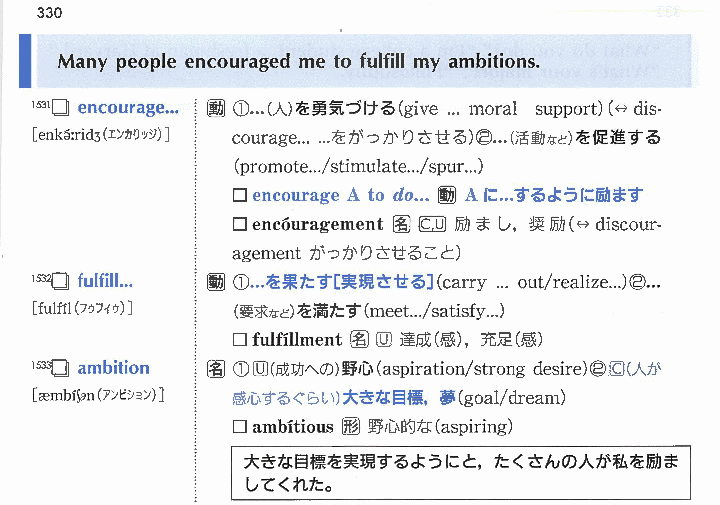 330
Many people encouraged me to fulfill my ambitions.
1531□ encourage... 動 ①…(人)を勇気づける(give … moral support)(↔ dis-
[enkə́ːridʒ(エンカリッジ)] courage… …をがっかりさせる)②…(活動など)を促進する
(promote…/stimulate…/spur…)
□ encourage A to do… 動 Aに…するように励ます
□ encóuragement 名 C,U 励まし，奨励(↔ discour-
agement がっかりさせること)
1532□ fulfill... 動 ①…を果たす[実現させる](carry … out/realize…)②…
[fulfíl(フゥフィゥ)] (要求など)を満たす(meet…/satisfy…)
□ fulfíllment 名 U 達成(感)，充足(感)
1533□ ambition 名 ①U(成功への)野心(aspiration/strong desire)②C(人が
[æmbíʃən(アンビション)] 感心するぐらい)大きな目標，夢(goal/dream)
□ ambítious 形 野心的な(aspiring)
大きな目標を実現するようにと，たくさんの人が私を励ま
してくれた。